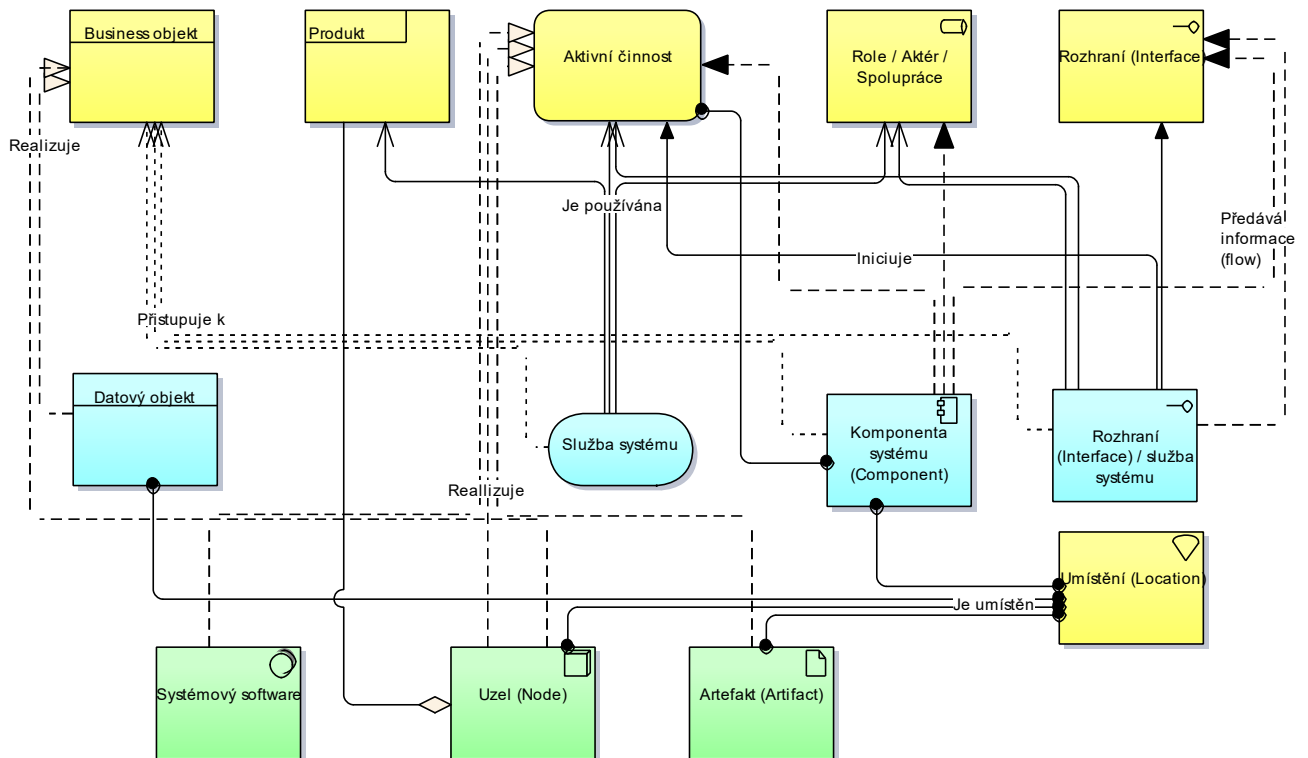 Business objekt
Produkt
Aktivní činnost
Role / Aktér /
Spolupráce
Rozhraní (Interface)
Realizuje
Je používána
Předává
informace
(flow)
Iniciuje
Přistupuje k
Datový objekt
Služba systému
Komponenta
systému
(Component)
Rozhraní
(Interface) / služba
systému
Reallizuje
Umístění (Location)
Je umístěn
Systémový software
Uzel (Node)
Artefakt (Artifact)